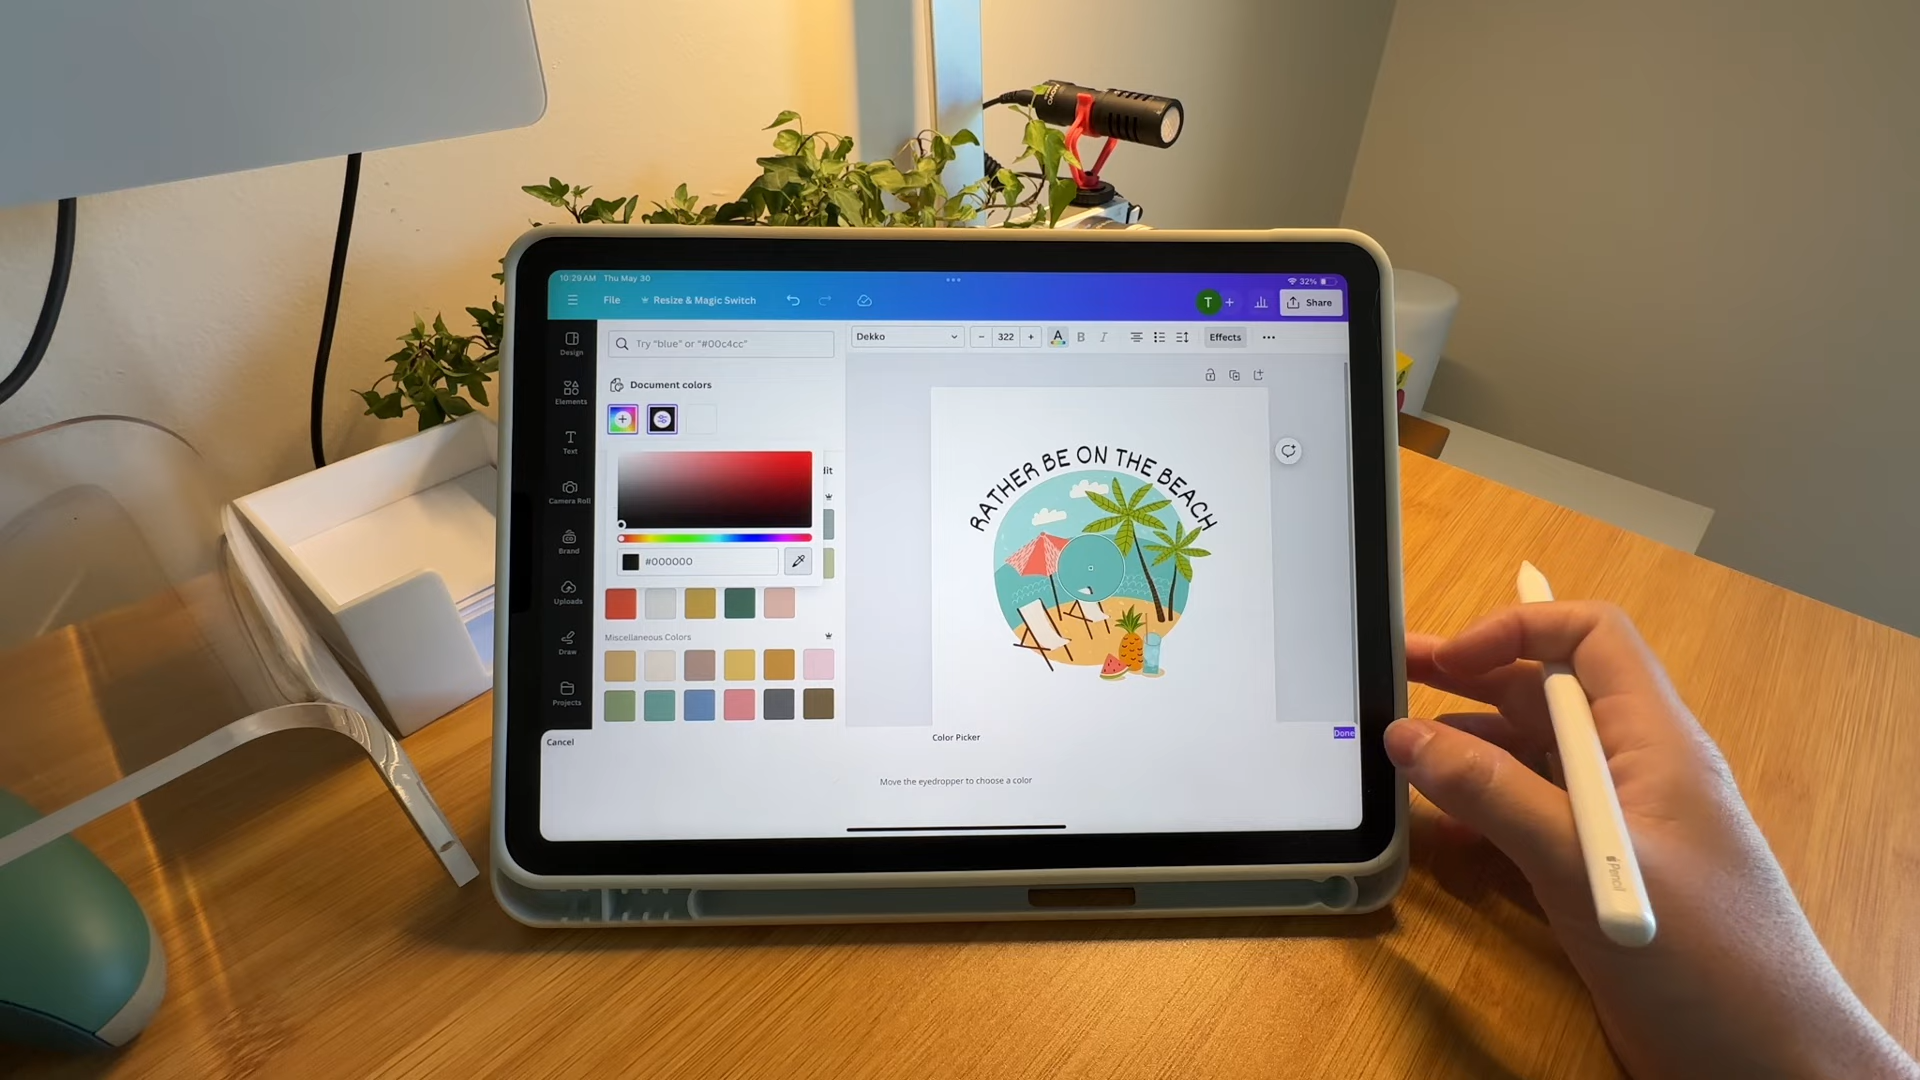 10:29 AM Thu May 30
32%
File
Resize & Magic Switch
T
+
Share
Design
Elements
Text
Camera Roll
Brand
Uploads
Draw
Projects
Try "blue" or "#00c4cc"
Dekko
− 322 +
A B I
Effects
Document colors
dit
#000000
Miscellaneous Colors
RATHER BE ON THE BEACH
Cancel
Color Picker
Done
Move the eyedropper to choose a color
Pencil